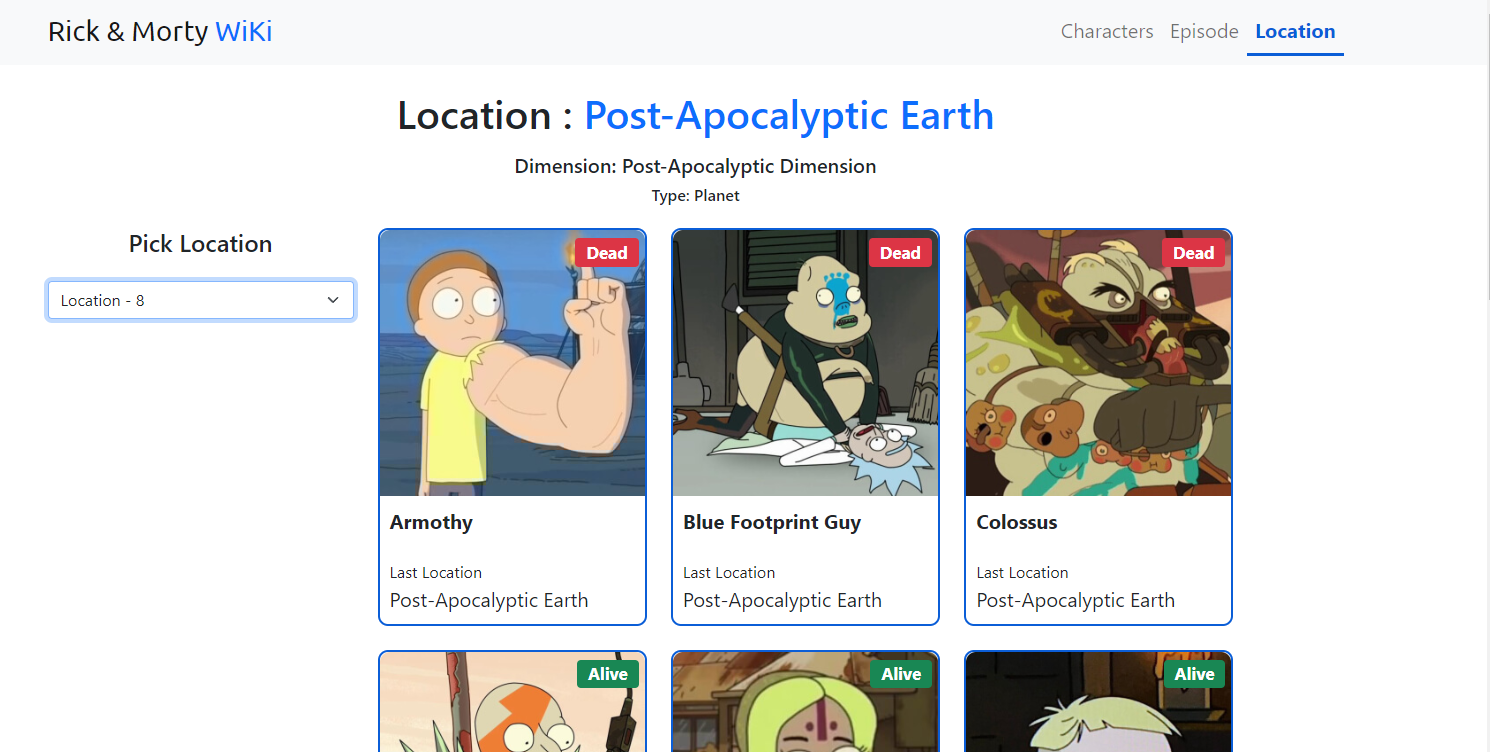 Rick & Morty WiKi
Characters Episode Location
Location : Post-Apocalyptic Earth
Dimension: Post-Apocalyptic Dimension
Type: Planet
Pick Location
Location - 8
Dead
Armothy
Last Location
Post-Apocalyptic Earth
Dead
Blue Footprint Guy
Last Location
Post-Apocalyptic Earth
Dead
Colossus
Last Location
Post-Apocalyptic Earth
Alive
Alive
Alive